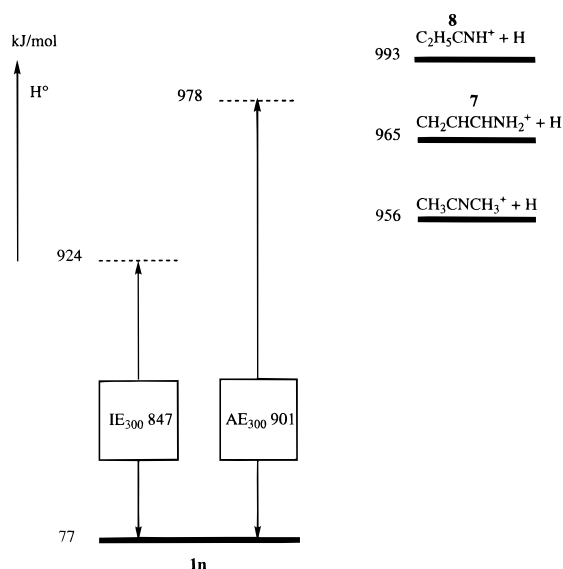 kJ/mol
H°
8
C₂H₅CNH⁺ + H
993
978
7
CH₂CHCHNH₂⁺ + H
965
CH₃CNCH₃⁺ + H
956
924
IE₃₀₀ 847
AE₃₀₀ 901
77
1n